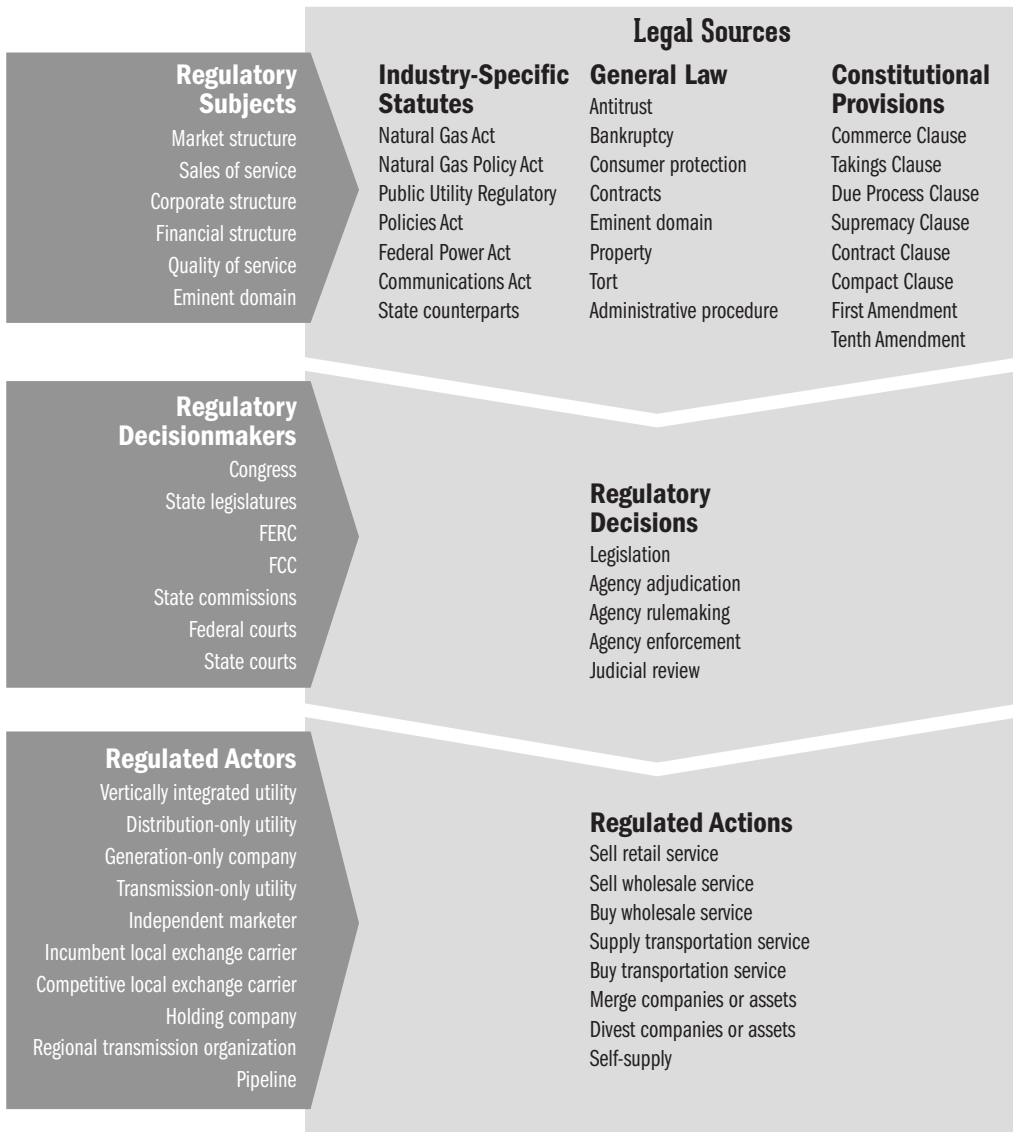 Legal Sources
Regulatory
Subjects
Market structure
Sales of service
Corporate structure
Financial structure
Quality of service
Eminent domain
Industry-Specific
Statutes
Natural Gas Act
Natural Gas Policy Act
Public Utility Regulatory
Policies Act
Federal Power Act
Communications Act
State counterparts
General Law
Antitrust
Bankruptcy
Consumer protection
Contracts
Eminent domain
Property
Tort
Administrative procedure
Constitutional
Provisions
Commerce Clause
Takings Clause
Due Process Clause
Supremacy Clause
Contract Clause
Compact Clause
First Amendment
Tenth Amendment
Regulatory
Decisionmakers
Congress
State legislatures
FERC
FCC
State commissions
Federal courts
State courts
Regulatory
Decisions
Legislation
Agency adjudication
Agency rulemaking
Agency enforcement
Judicial review
Regulated Actors
Vertically integrated utility
Distribution-only utility
Generation-only company
Transmission-only utility
Independent marketer
Incumbent local exchange carrier
Competitive local exchange carrier
Holding company
Regional transmission organization
Pipeline
Regulated Actions
Sell retail service
Sell wholesale service
Buy wholesale service
Supply transportation service
Buy transportation service
Merge companies or assets
Divest companies or assets
Self-supply